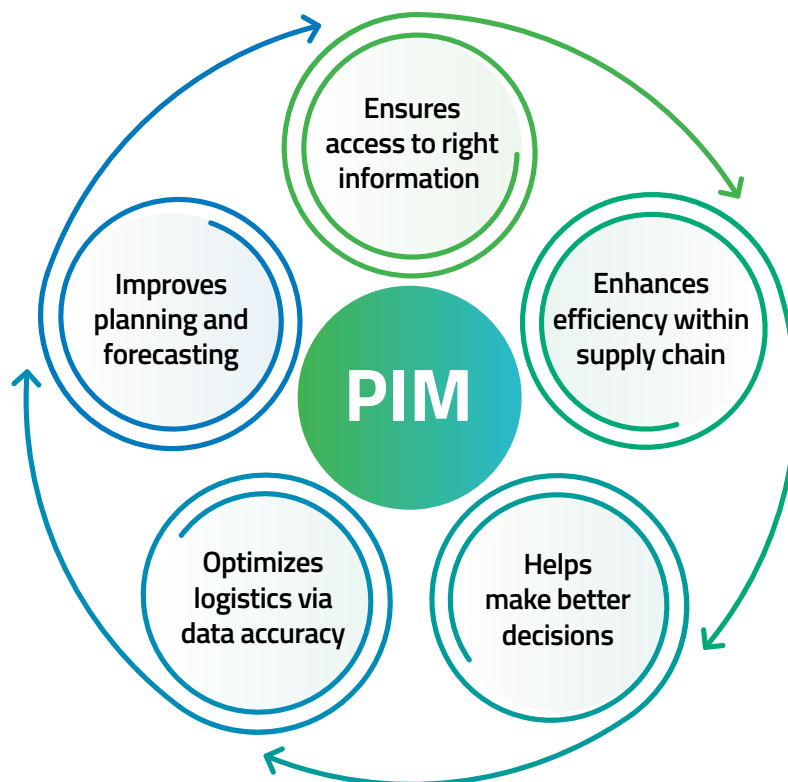 Ensures
access to right
information
Enhances
efficiency within
supply chain
Helps
make better
decisions
Optimizes
logistics via
data accuracy
Improves
planning and
forecasting
PIM